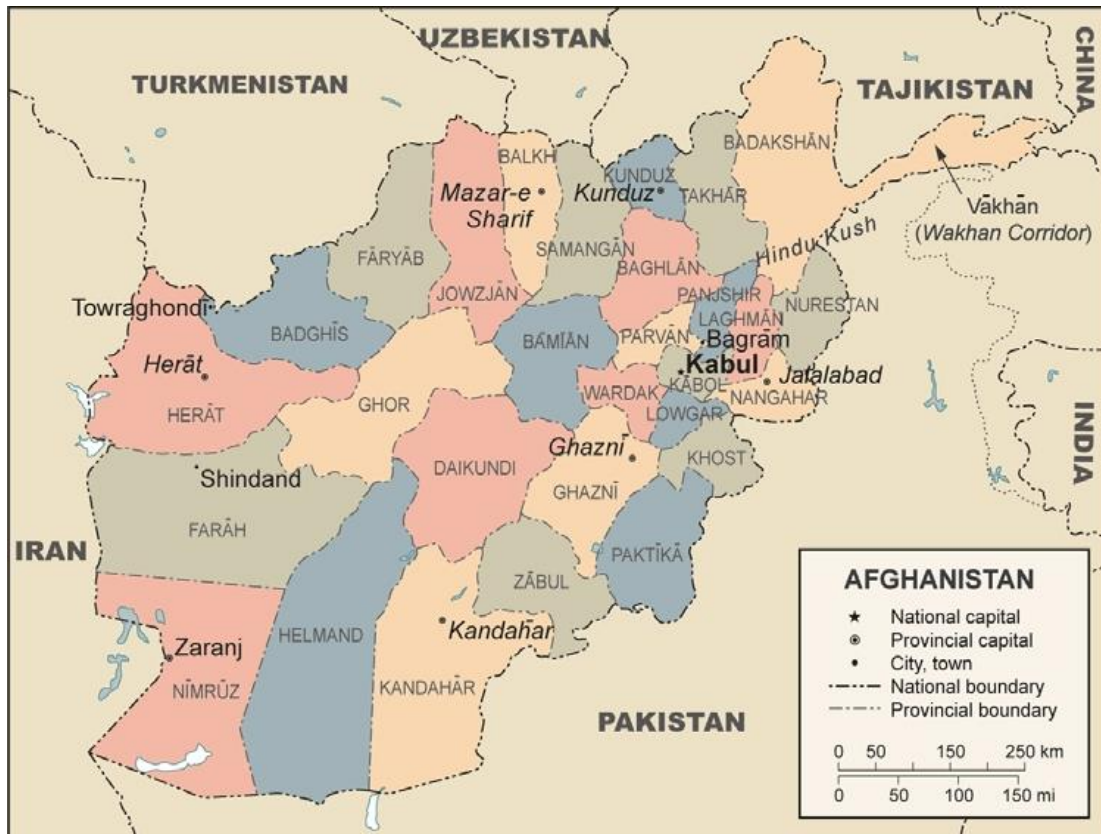 UZBEKISTAN
CHINA
TURKMENISTAN
TAJIKISTAN
BADAKSHĀN
BALKH
KUNDUZ
Mazar-e
Sharif
Kunduz
TAKHĀR
Vākhān
(Wakhan Corridor)
Hindu Kush
FĀRYĀB
SAMANGĀN
BAGHLĀN
JOWZJĀN
PANJSHIR
NURESTAN
Towraghondī
LAGHMĀN
BADGHĪS
BĀMĪĀN
PARVĀN
Bagrām
Herāt
Kabul
KĀBOL
Jalalabad
WARDAK
NANGAHAR
HERĀT
GHOR
LOWGAR
INDIA
Ghaznī
DAIKUNDI
KHOST
Shindand
GHAZNĪ
FARĀH
IRAN
PAKTĪKĀ
ZĀBUL
HELMAND
Kandahār
Zaranj
NĪMRŪZ
KANDAHĀR
PAKISTAN
AFGHANISTAN
National capital
Provincial capital
City, town
National boundary
Provincial boundary
0 50 150 250 km
0 50 100 150 mi